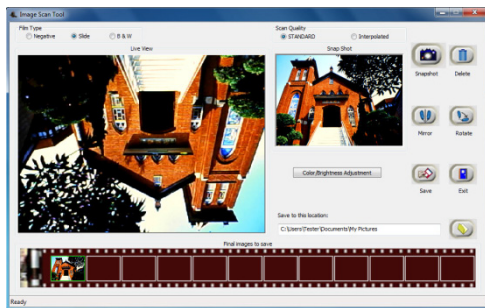 Image Scan Tool
Film Type
Negative
Slide
B & W
Scan Quality
STANDARD
Interpolated
Live View
Snap Shot
Snapshot
Delete
Mirror
Rotate
Color/Brightness Adjustment
Save
Exit
Save to this location:
C:\Users\Tester\Documents\My Pictures
Final images to save
Ready